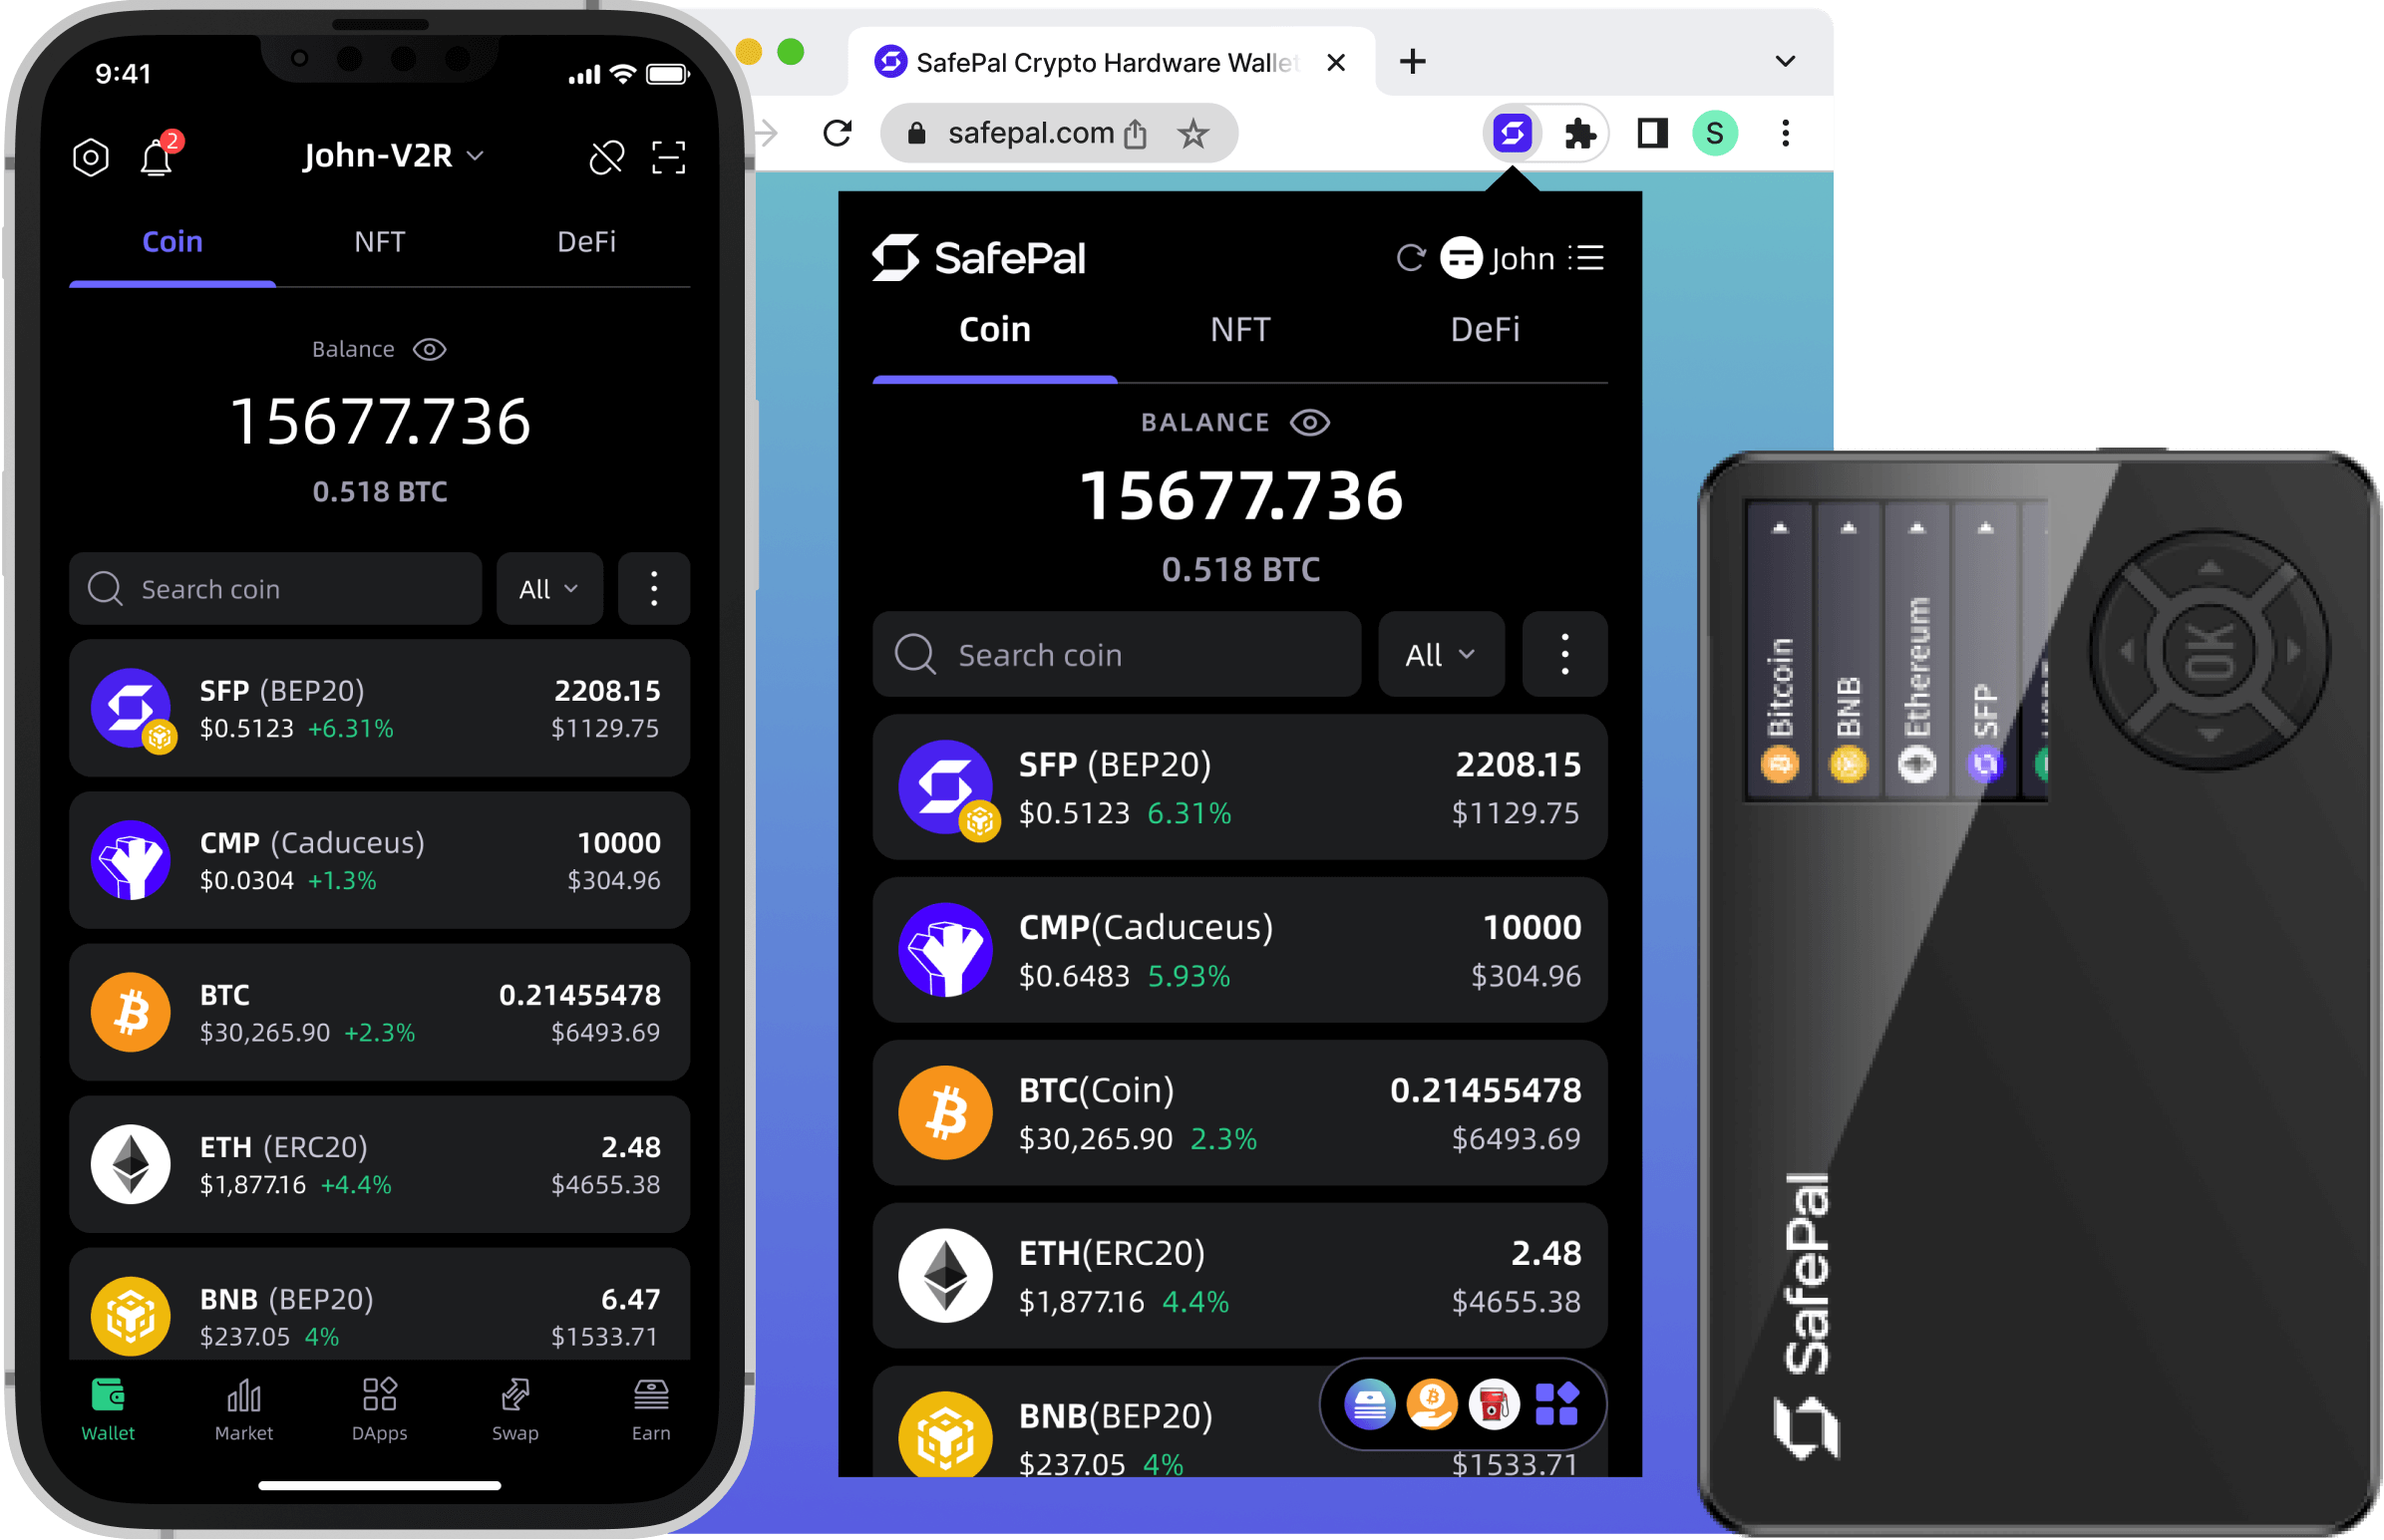 9:41
2
John-V2R
Coin NFT DeFi
Balance
15677.736
0.518 BTC
Search coin All
SFP (BEP20) 2208.15
$0.5123 +6.31% $1129.75
CMP (Caduceus) 10000
$0.0304 +1.3% $304.96
BTC 0.21455478
$30,265.90 +2.3% $6493.69
ETH (ERC20) 2.48
$1,877.16 +4.4% $4655.38
BNB (BEP20) 6.47
$237.05 4% $1533.71
Wallet Market DApps Swap Earn
SafePal Crypto Hardware Wallet
safepal.com
S
SafePal John
Coin NFT DeFi
BALANCE
15677.736
0.518 BTC
Search coin All
SFP (BEP20) 2208.15
$0.5123 6.31% $1129.75
CMP(Caduceus) 10000
$0.6483 5.93% $304.96
BTC(Coin) 0.21455478
$30,265.90 2.3% $6493.69
ETH(ERC20) 2.48
$1,877.16 4.4% $4655.38
BNB(BEP20)
$237.05 4% $1533.71
Bitcoin
BNB
Ethereum
SFP
OK
SafePal